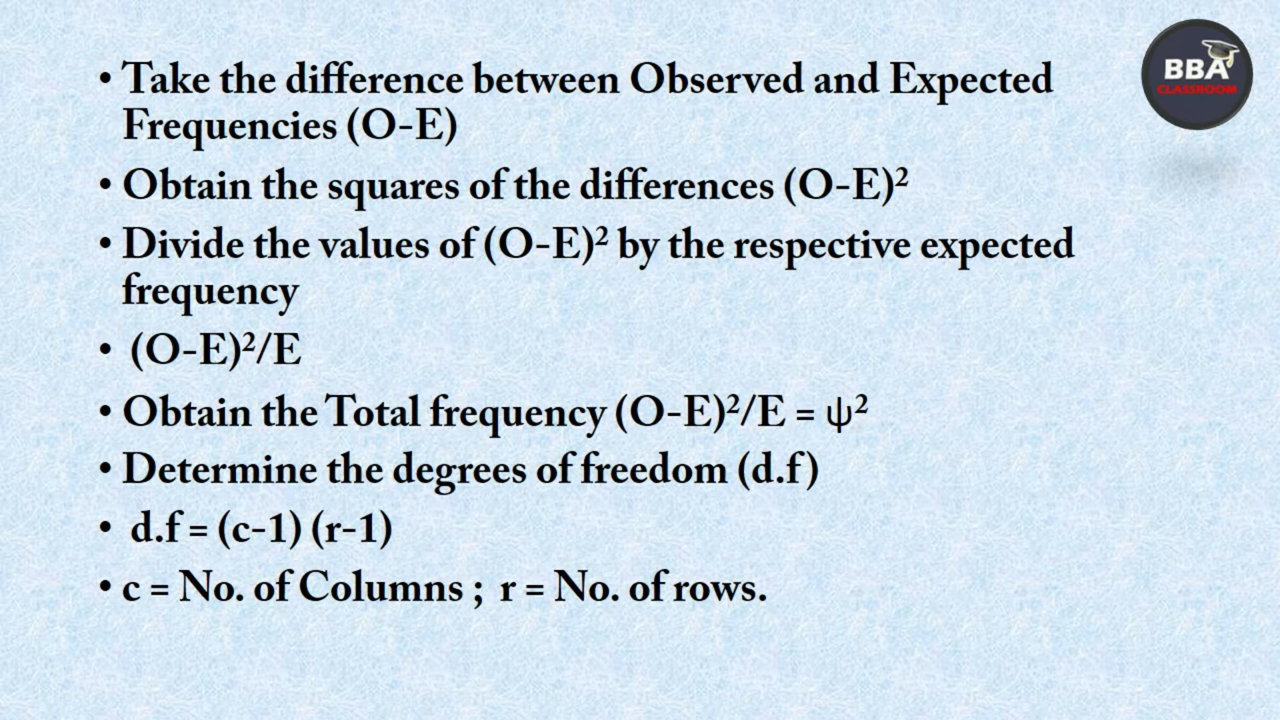 • Take the difference between Observed and Expected
Frequencies (O-E)
• Obtain the squares of the differences (O-E)²
• Divide the values of (O-E)² by the respective expected
frequency
• (O-E)²/E
• Obtain the Total frequency (O-E)²/E = ψ²
• Determine the degrees of freedom (d.f)
• d.f = (c-1) (r-1)
• c = No. of Columns ; r = No. of rows.
BBA
CLASSROOM